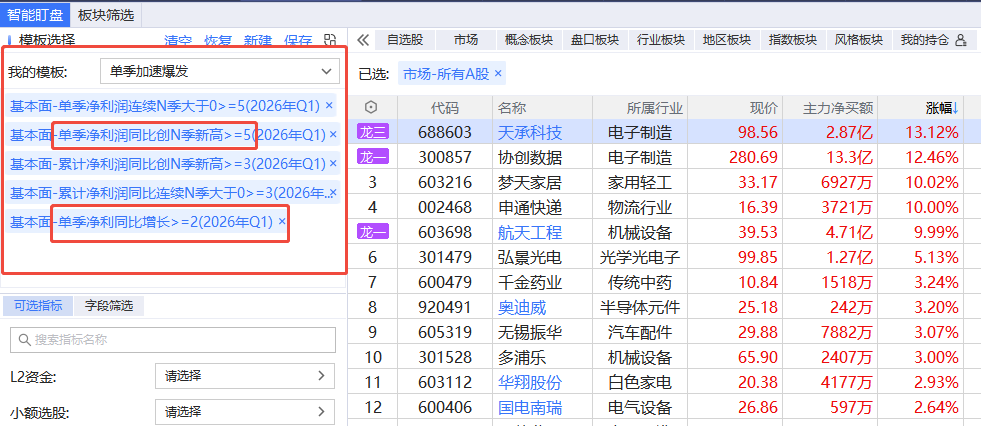 智能盯盘 板块筛选
模板选择 清空 恢复 新建 保存
我的模板: 单季加速爆发
基本面-单季净利润连续N季大于0>=5(2026年Q1) ×
基本面-单季净利润同比创N季新高>=5(2026年Q1) ×
基本面-累计净利润同比创N季新高>=3(2026年Q1) ×
基本面-累计净利润同比连续N季大于0>=3(2026年...×
基本面-单季净利同比增长>=2(2026年Q1) ×
可选指标 字段筛选
搜索指标名称
L2资金: 请选择
小额选股: 请选择
自选股 市场 概念板块 盘口板块 行业板块 地区板块 指数板块 风格板块 我的持仓
已选: 市场-所有A股 ×
代码 名称 所属行业 现价 主力净买额 涨幅↓
龙三 688603 天承科技 电子制造 98.56 2.87亿 13.12%
龙一 300857 协创数据 电子制造 280.69 13.3亿 12.46%
3 603216 梦天家居 家用轻工 33.17 6927万 10.02%
4 002468 申通快递 物流行业 16.39 3721万 10.00%
龙一 603698 航天工程 机械设备 39.53 4.71亿 9.99%
6 301479 弘景光电 光学光电子 99.85 1.27亿 5.13%
7 600479 千金药业 传统中药 10.84 1518万 3.24%
8 920491 奥迪威 半导体元件 25.18 242万 3.20%
9 605319 无锡振华 汽车配件 29.88 7882万 3.07%
10 301528 多浦乐 机械设备 65.90 2407万 3.00%
11 603112 华翔股份 白色家电 20.38 4177万 2.93%
12 600406 国电南瑞 电气设备 26.86 597万 2.64%